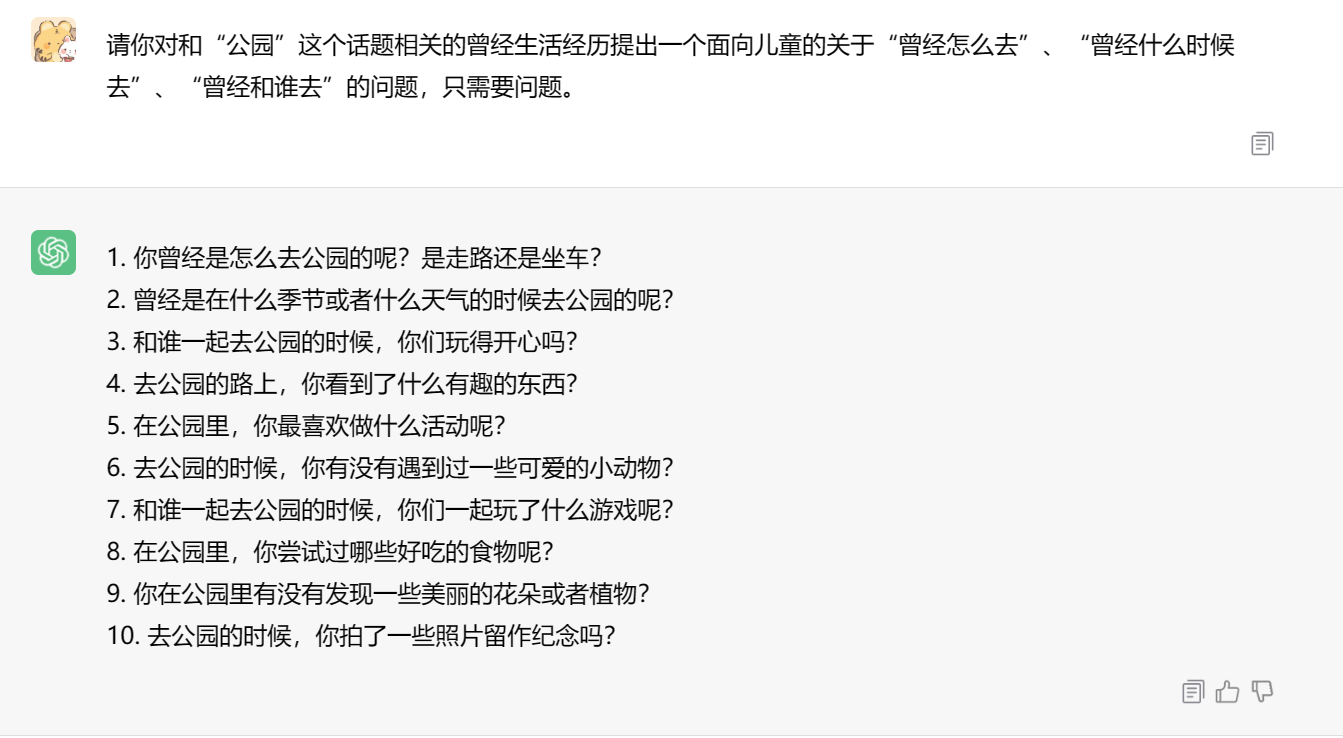 请你对和“公园”这个话题相关的曾经生活经历提出一个面向儿童的关于“曾经怎么去”、“曾经什么时候
去”、“曾经和谁去”的问题，只需要问题。
1. 你曾经是怎么去公园的呢？是走路还是坐车？
2. 曾经是在什么季节或者什么天气的时候去公园的呢？
3. 和谁一起去公园的时候，你们玩得开心吗？
4. 去公园的路上，你看到了什么有趣的东西？
5. 在公园里，你最喜欢做什么活动呢？
6. 去公园的时候，你有没有遇到过一些可爱的小动物？
7. 和谁一起去公园的时候，你们一起玩了什么游戏呢？
8. 在公园里，你尝试过哪些好吃的食物呢？
9. 你在公园里有没有发现一些美丽的花朵或者植物？
10. 去公园的时候，你拍了一些照片留作纪念吗？